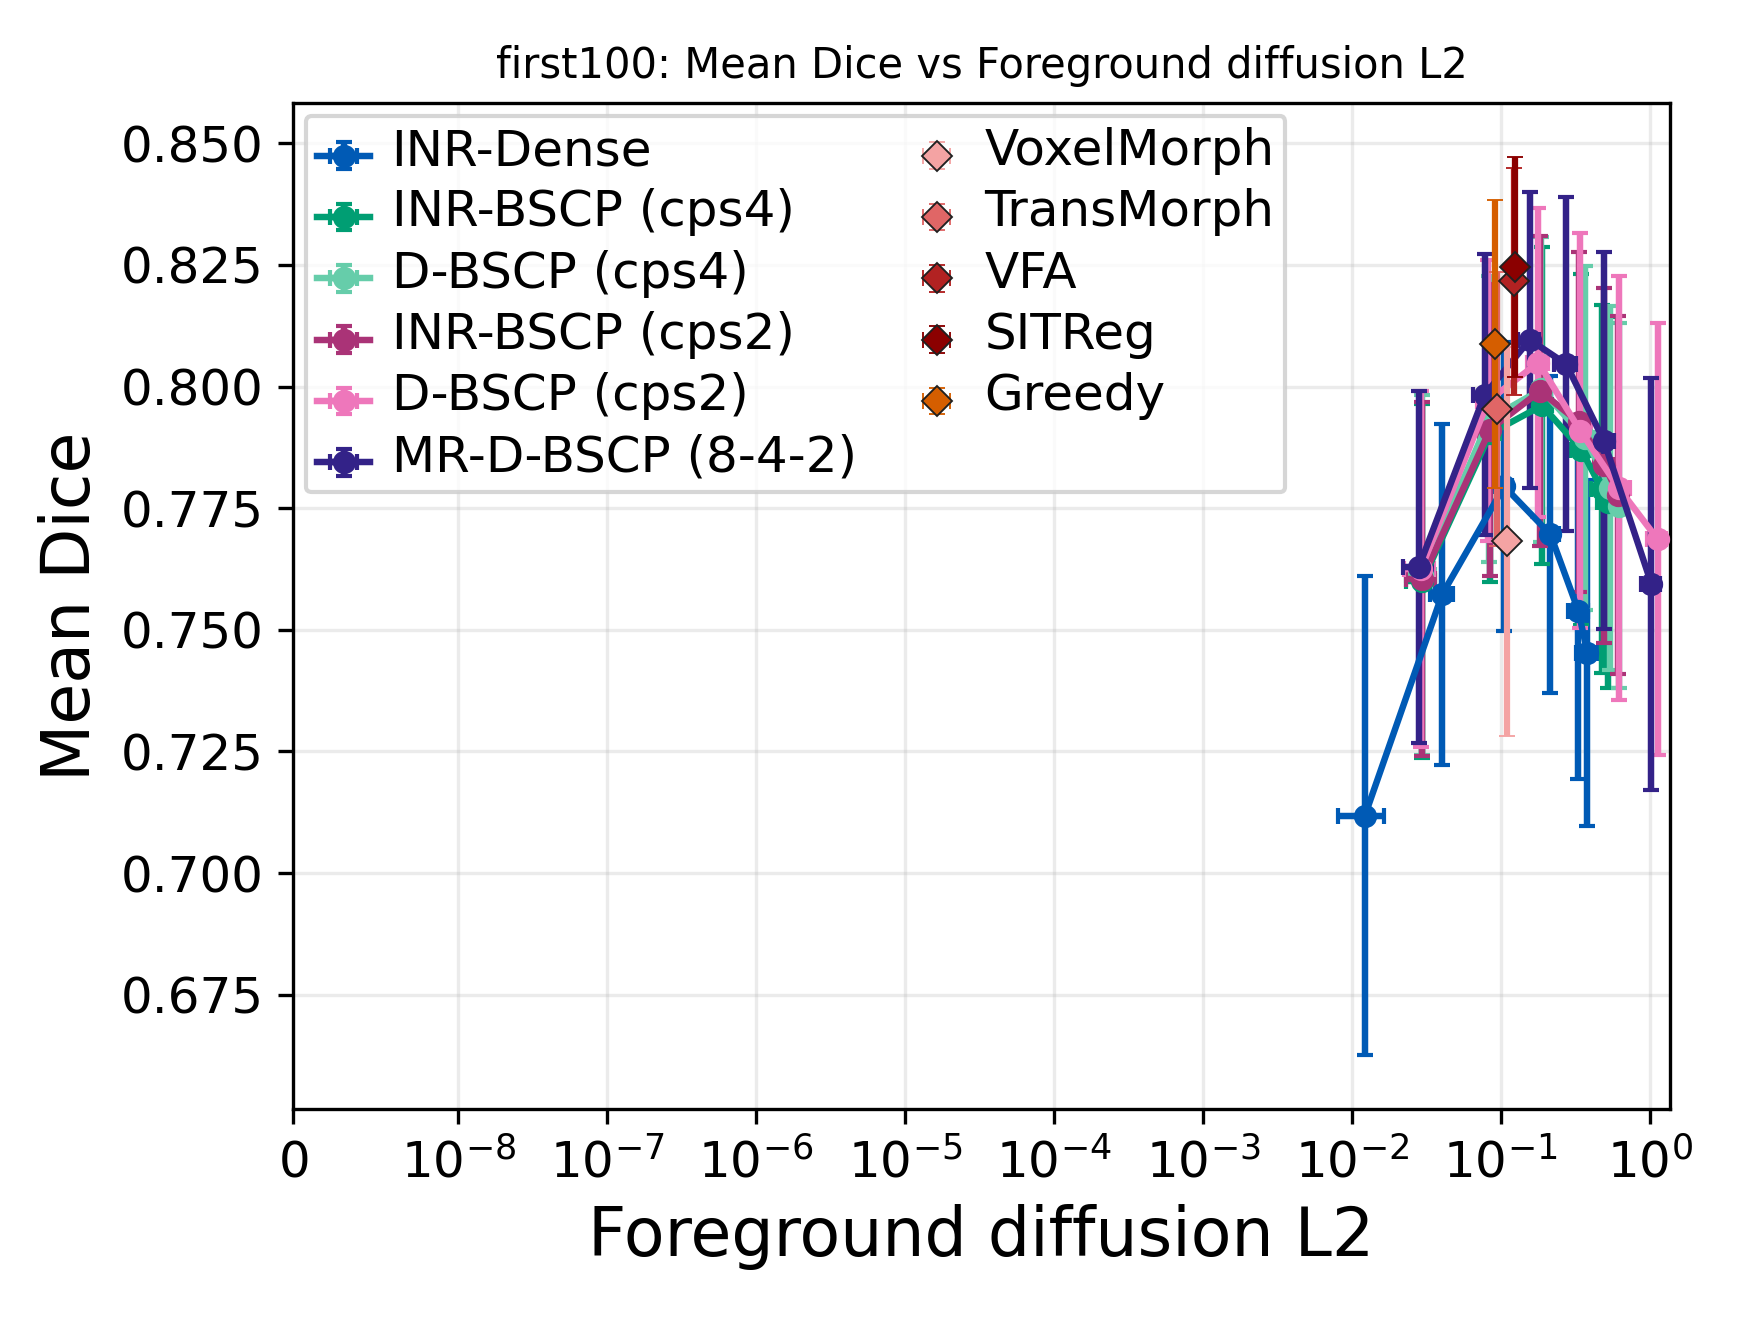 first100: Mean Dice vs Foreground diffusion L2
INR-Dense
INR-BSCP (cps4)
D-BSCP (cps4)
INR-BSCP (cps2)
D-BSCP (cps2)
MR-D-BSCP (8-4-2)
VoxelMorph
TransMorph
VFA
SITReg
Greedy
Mean Dice
0.850
0.825
0.800
0.775
0.750
0.725
0.700
0.675
0 10⁻⁸ 10⁻⁷ 10⁻⁶ 10⁻⁵ 10⁻⁴ 10⁻³ 10⁻² 10⁻¹ 10⁰
Foreground diffusion L2